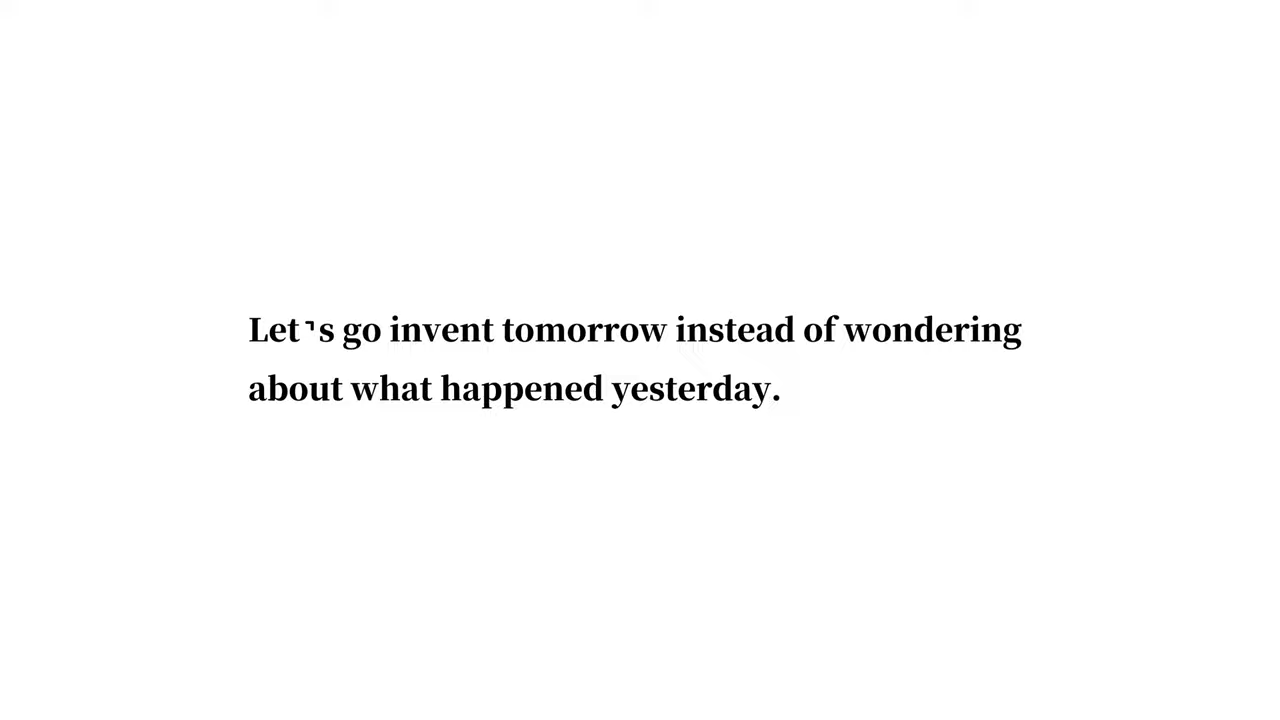 Let's go invent tomorrow instead of wondering
about what happened yesterday.